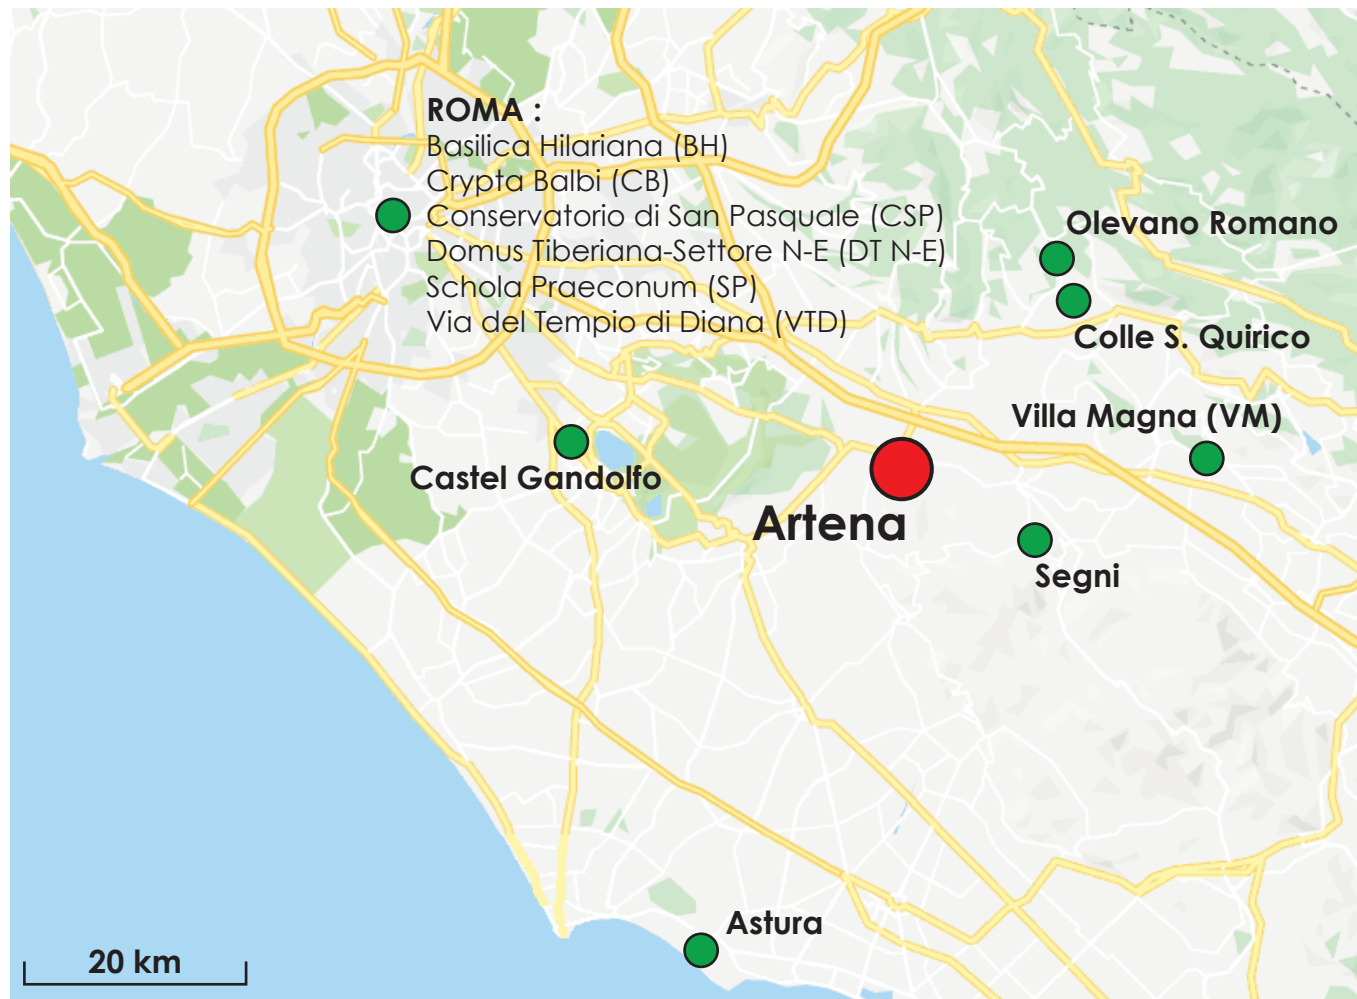 ROMA :
Basilica Hilariana (BH)
Crypta Balbi (CB)
Conservatorio di San Pasquale (CSP)
Domus Tiberiana-Settore N-E (DT N-E)
Schola Praeconum (SP)
Via del Tempio di Diana (VTD)
Olevano Romano
Colle S. Quirico
Villa Magna (VM)
Castel Gandolfo
Artena
Segni
Astura
20 km